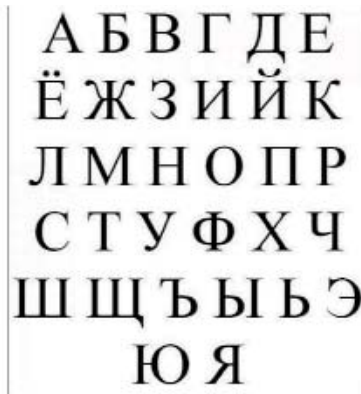 А Б В Г Д Е
Ё Ж З И Й К
Л М Н О П Р
С Т У Ф Х Ч
Ш Щ Ъ Ы Ь Э
Ю Я